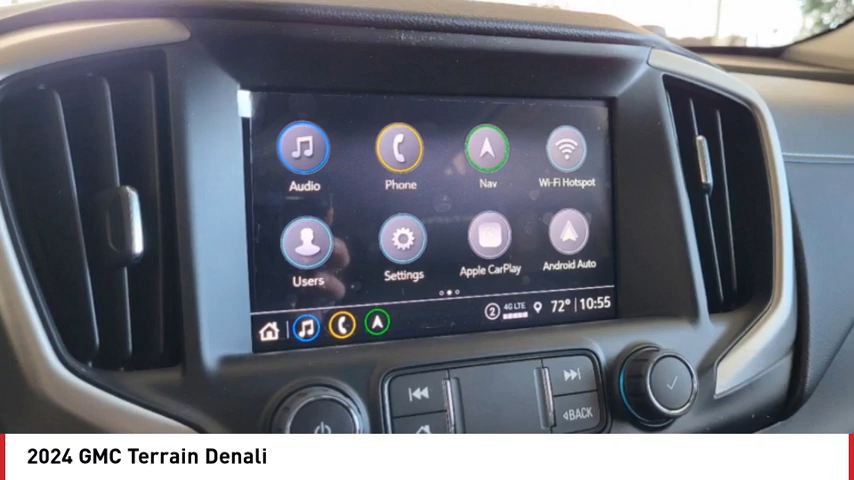 Audio Phone Nav Wi-Fi Hotspot
Users Settings Apple CarPlay Android Auto
2 4G LTE 72° 10:55
BACK
2024 GMC Terrain Denali